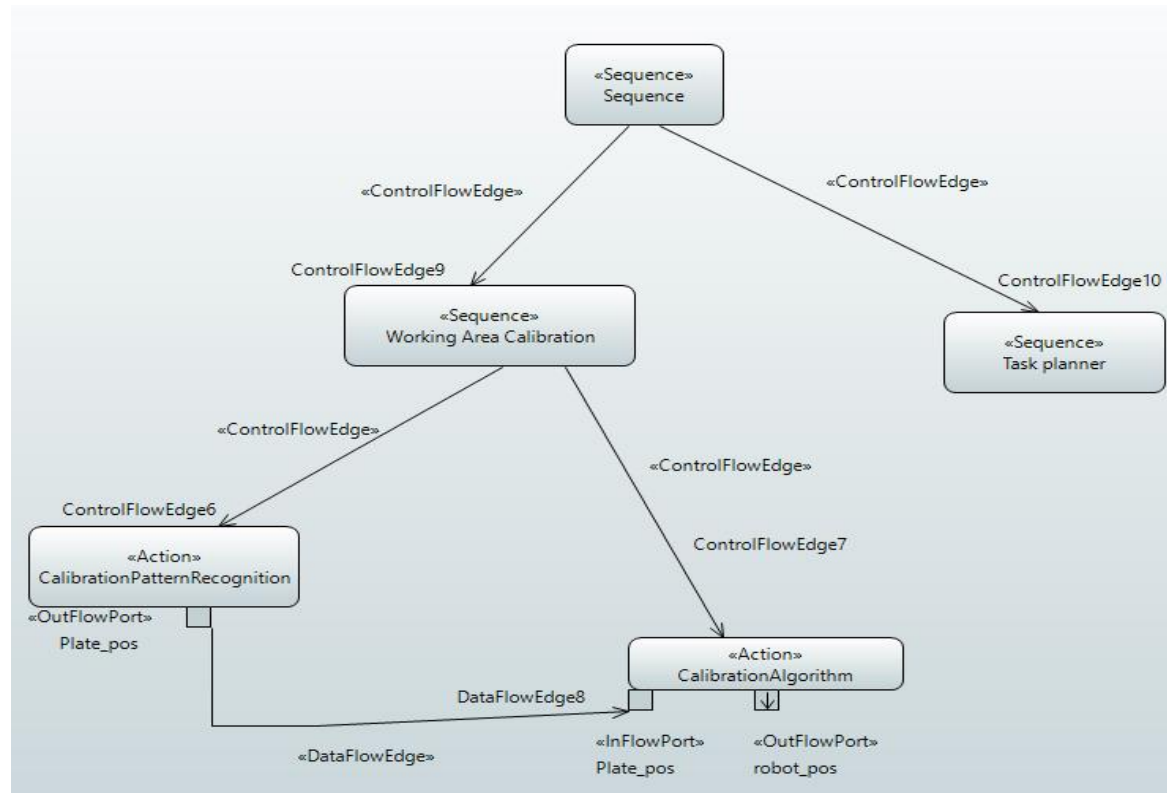 «Sequence»
Sequence
«ControlFlowEdge»
«ControlFlowEdge»
ControlFlowEdge9
ControlFlowEdge10
«Sequence»
Working Area Calibration
«Sequence»
Task planner
«ControlFlowEdge»
«ControlFlowEdge»
ControlFlowEdge6
ControlFlowEdge7
«Action»
CalibrationPatternRecognition
«OutFlowPort»
Plate_pos
«Action»
CalibrationAlgorithm
DataFlowEdge8
«DataFlowEdge»
«InFlowPort»
Plate_pos
«OutFlowPort»
robot_pos